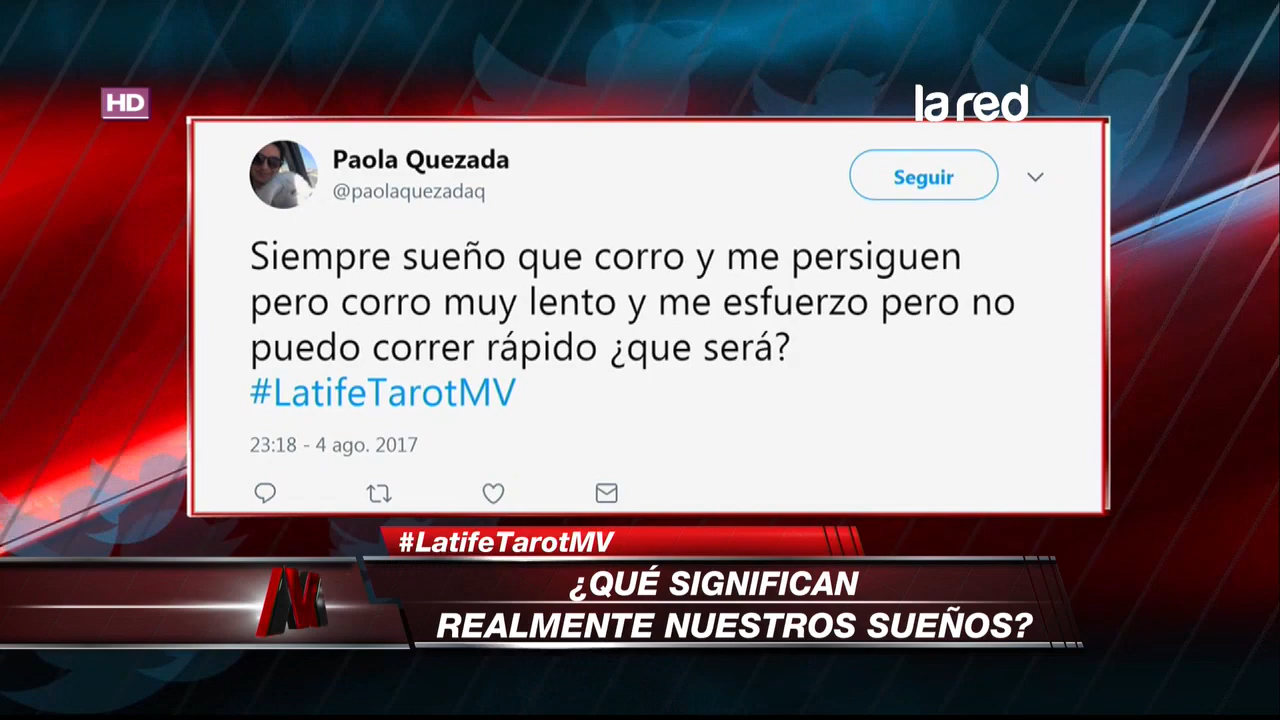 HD
la red
Paola Quezada
@paolaquezadaq
Seguir
Siempre sueño que corro y me persiguen
pero corro muy lento y me esfuerzo pero no
puedo correr rápido ¿que será?
#LatifeTarotMV
23:18 - 4 ago. 2017
#LatifeTarotMV
¿QUÉ SIGNIFICAN
REALMENTE NUESTROS SUEÑOS?